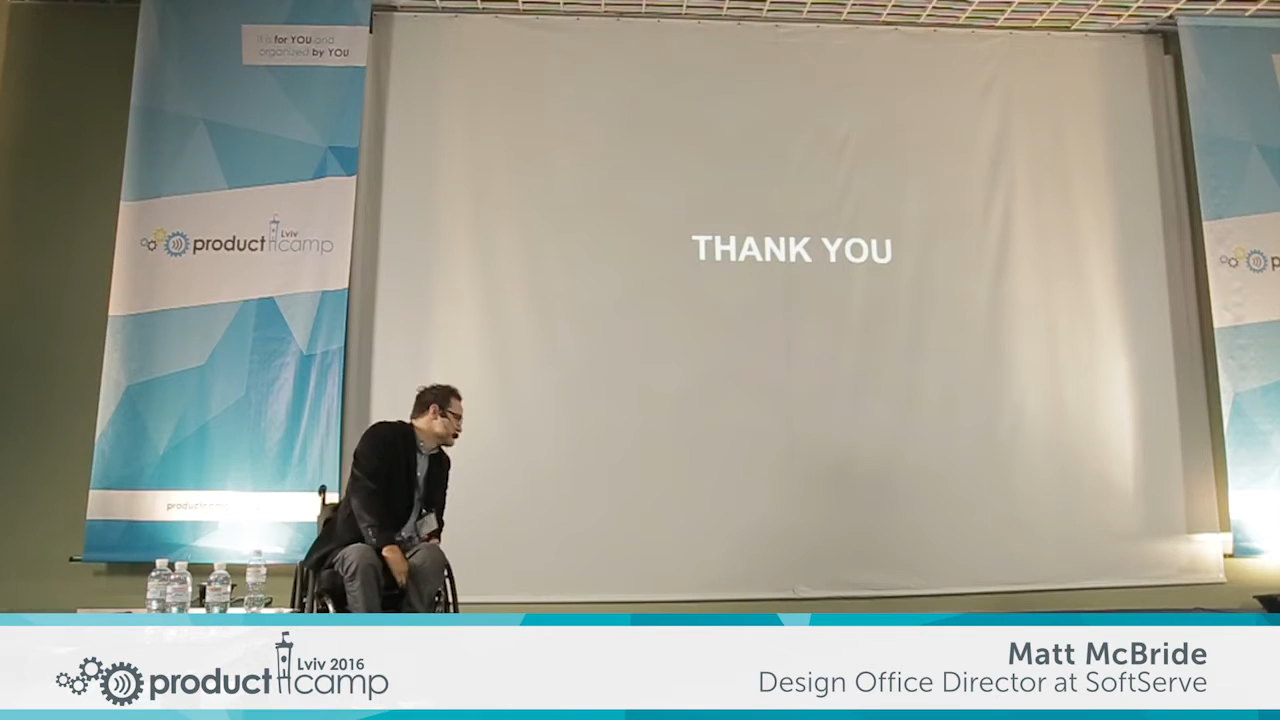 It is for YOU and
organized by YOU
Lviv
product camp
THANK YOU
Lviv 2016
product camp
Matt McBride
Design Office Director at SoftServe